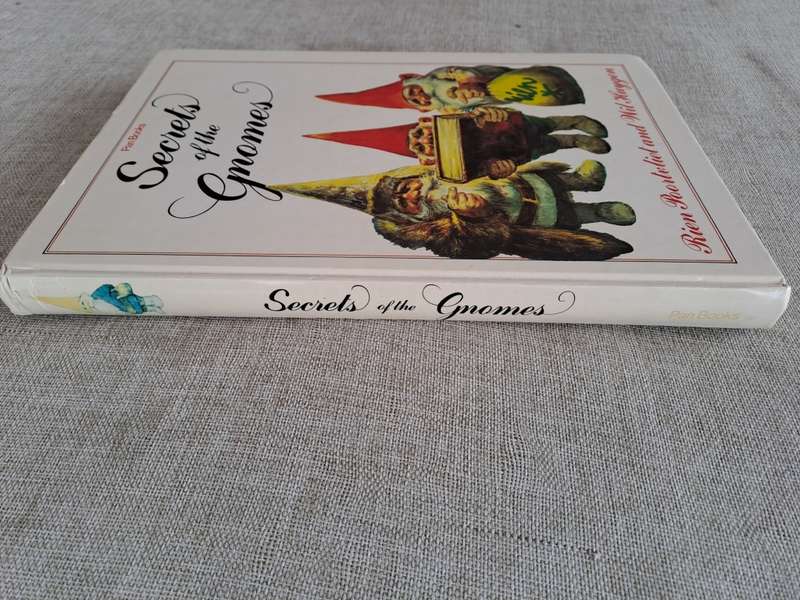 Pan Books
Secrets
of the
Gnomes
Rien Poortvliet and Wil Huygen
Secrets of the Gnomes
Pan Books